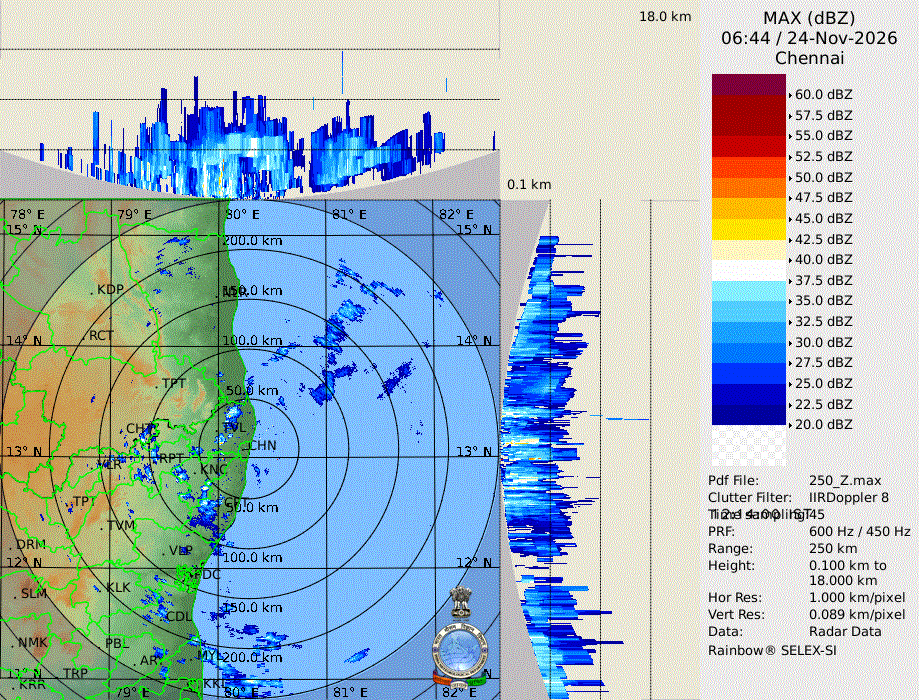 18.0 km
MAX (dBZ)
06:44 / 24-Nov-2026
Chennai
60.0 dBZ
57.5 dBZ
55.0 dBZ
52.5 dBZ
50.0 dBZ
47.5 dBZ
45.0 dBZ
42.5 dBZ
40.0 dBZ
37.5 dBZ
35.0 dBZ
32.5 dBZ
30.0 dBZ
27.5 dBZ
25.0 dBZ
22.5 dBZ
20.0 dBZ
0.1 km
78° E 79° E 80° E 81° E 82° E
15° N 15° N
200.0 km
KDP
150.0 km
RCT
14° N 14° N
100.0 km
TPT
50.0 km
TVL
CHN
13° N 13° N
VLR RPT
KNC
TPT
50.0 km
TVM
DRM
VLP
100.0 km
12° N 12° N
PDC
SLM
KLK
150.0 km
CDL
NMK
PBL
AR
200.0 km
TRP
11° N 11° N
KRR
KKL
79° E 80° E 81° E 82° E
Pdf File: 250_Z.max
Clutter Filter: IIRDoppler 8
Time sampling: 45
PRF: 600 Hz / 450 Hz
Range: 250 km
Height: 0.100 km to
18.000 km
Hor Res: 1.000 km/pixel
Vert Res: 0.089 km/pixel
Data: Radar Data
Rainbow® SELEX-SI